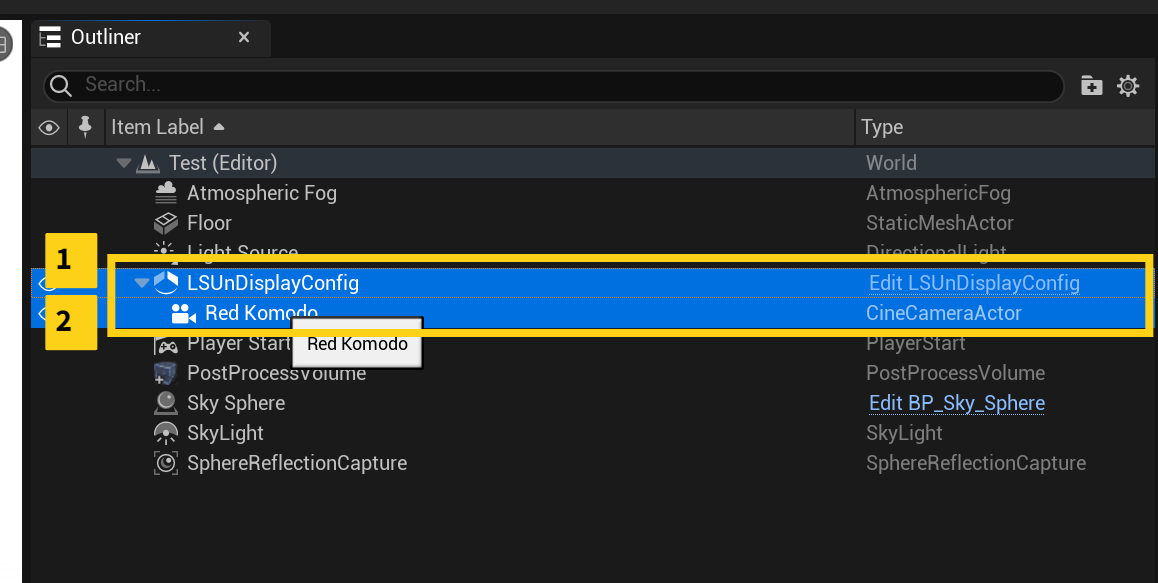 Outliner ×
Search...
Item Label Type
Test (Editor) World
Atmospheric Fog AtmosphericFog
Floor StaticMeshActor
Light Source DirectionalLight
1
LSUnDisplayConfig Edit LSUnDisplayConfig
2
Red Komodo CineCameraActor
Player Start PlayerStart
Red Komodo
PostProcessVolume PostProcessVolume
Sky Sphere Edit BP_Sky_Sphere
SkyLight SkyLight
SphereReflectionCapture SphereReflectionCapture